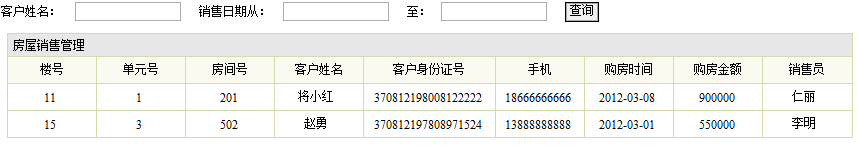 客户姓名： 销售日期从： 至： 查询
房屋销售管理
楼号 单元号 房间号 客户姓名 客户身份证号 手机 购房时间 购房金额 销售员
11 1 201 将小红 370812198008122222 18666666666 2012-03-08 900000 仁丽
15 3 502 赵勇 370812197808971524 13888888888 2012-03-01 550000 李明